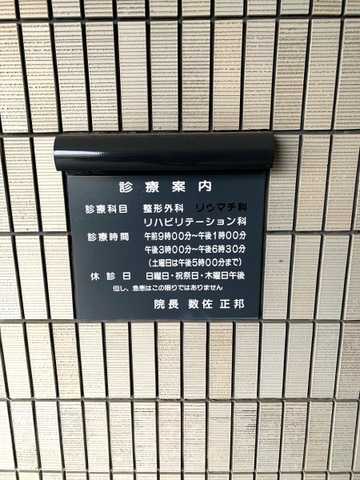 診療案内
診療科目 整形外科 リウマチ科
リハビリテーション科
診療時間 午前9時00分〜午後1時00分
午後3時00分〜午後6時30分
(土曜日は午後5時00分まで)
休診日 日曜日・祝祭日・木曜日午後
但し、急患はこの限りではありません
院長 数佐 正邦